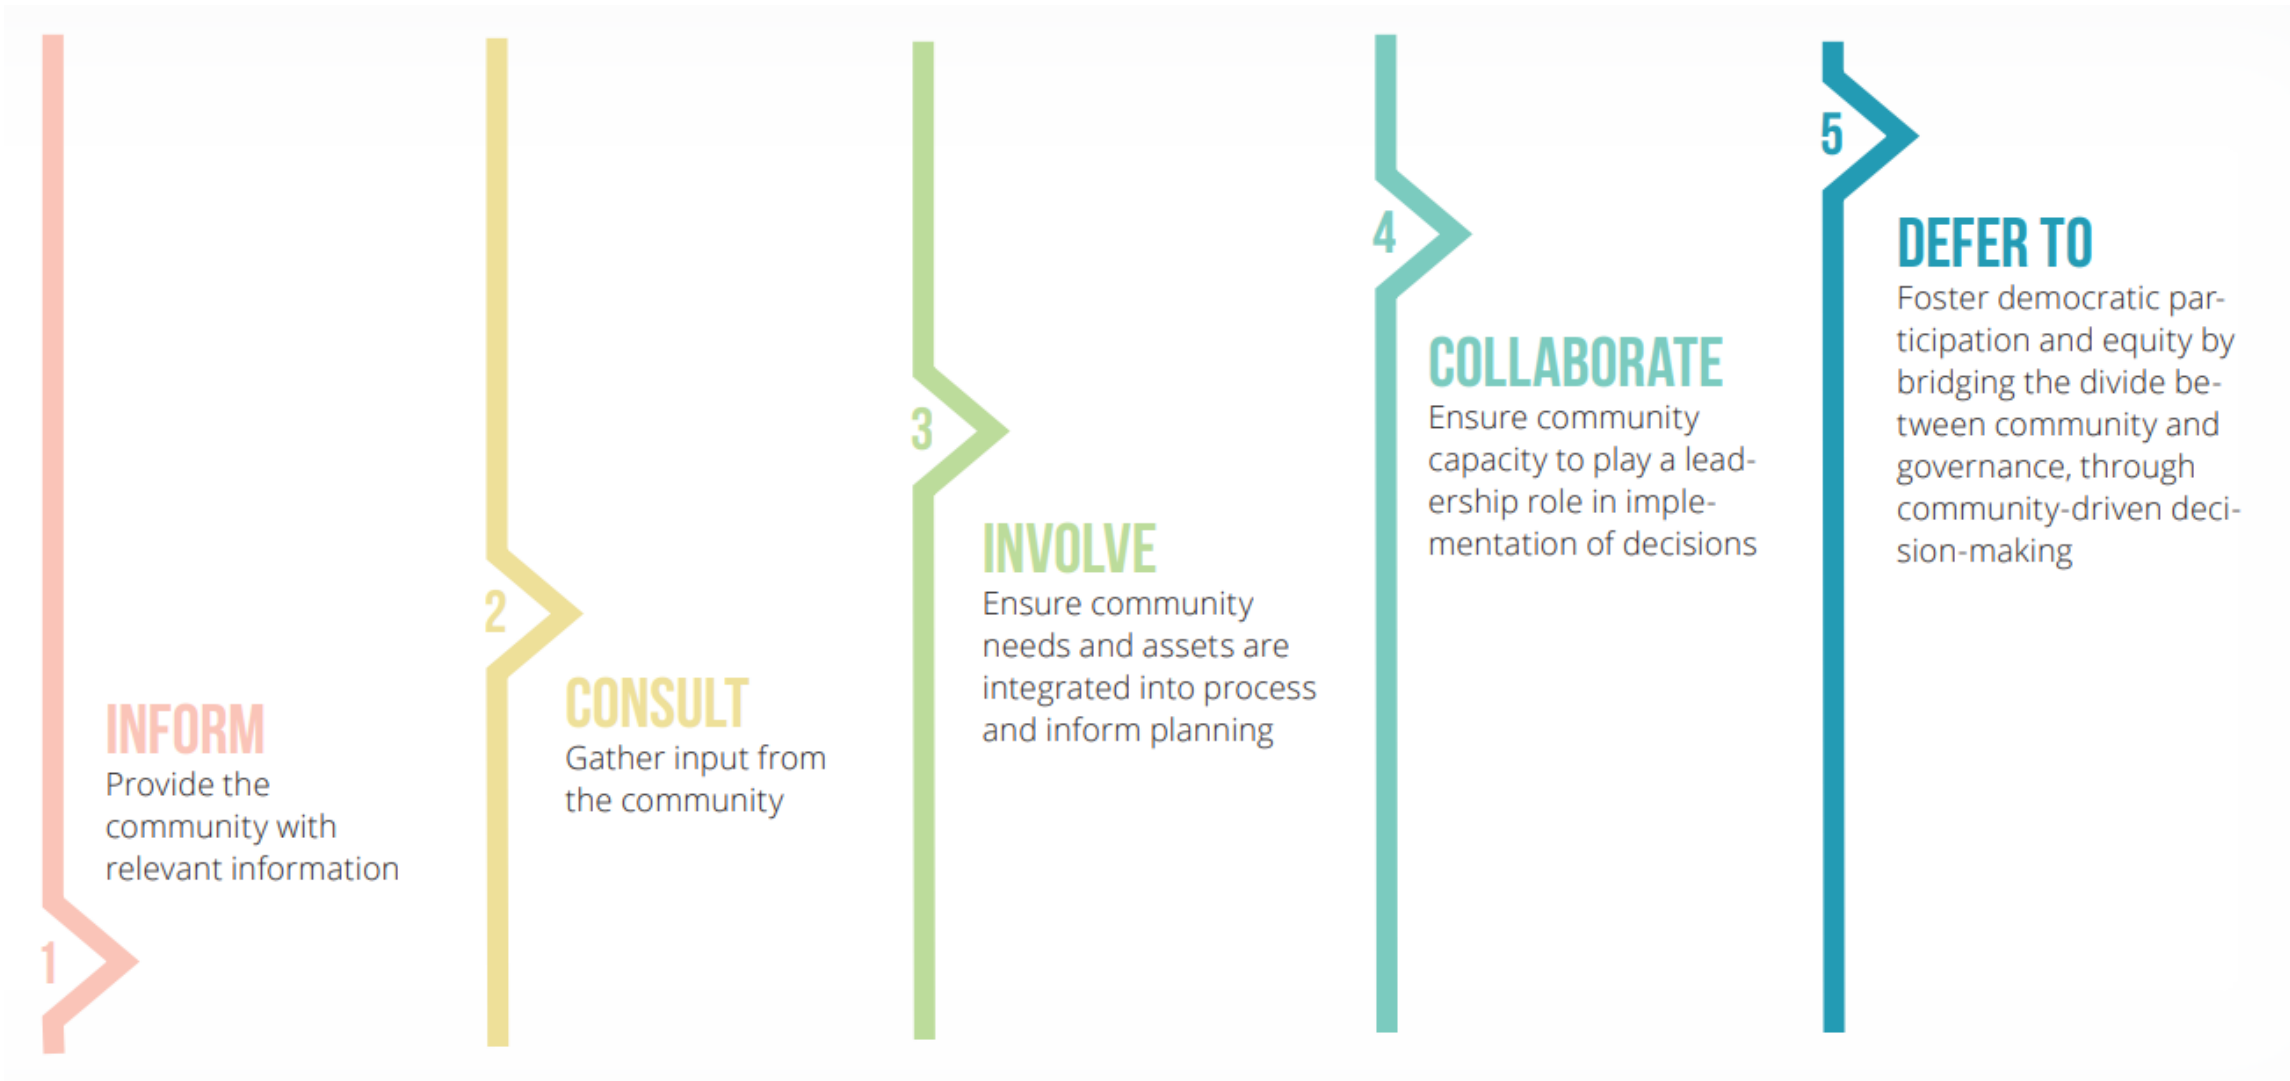 1
INFORM
Provide the
community with
relevant information
2
CONSULT
Gather input from
the community
3
INVOLVE
Ensure community
needs and assets are
integrated into process
and inform planning
4
COLLABORATE
Ensure community
capacity to play a lead-
ership role in imple-
mentation of decisions
5
DEFER TO
Foster democratic par-
ticipation and equity by
bridging the divide be-
tween community and
governance, through
community-driven deci-
sion-making